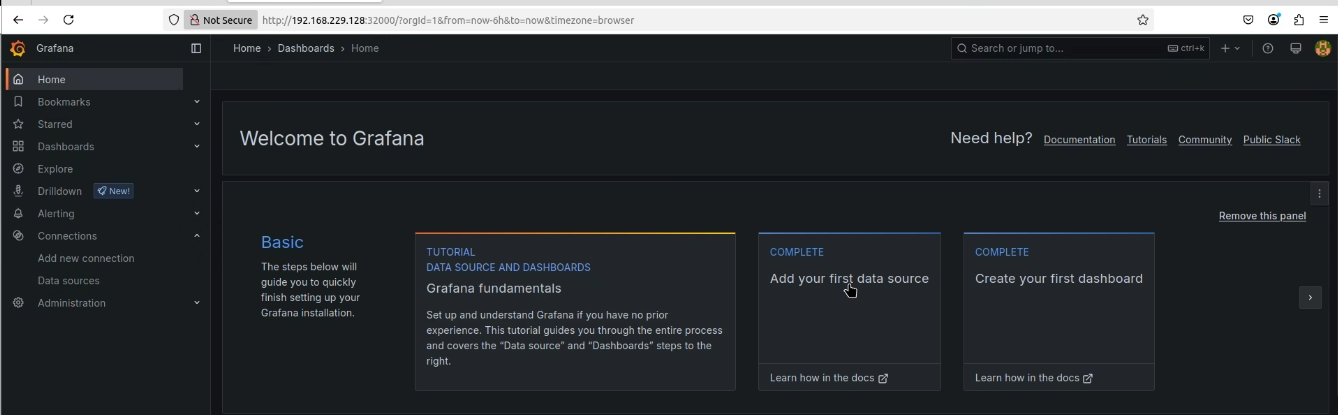 Not Secure http://192.168.229.128:32000/?orgId=1&from=now-6h&to=now&timezone=browser
Grafana
Home › Dashboards › Home
Search or jump to... ctrl+k
Home
Bookmarks
Starred
Dashboards
Explore
Drilldown New!
Alerting
Connections
Add new connection
Data sources
Administration
Welcome to Grafana
Need help? Documentation Tutorials Community Public Slack
Remove this panel
Basic
The steps below will
guide you to quickly
finish setting up your
Grafana installation.
TUTORIAL
DATA SOURCE AND DASHBOARDS
Grafana fundamentals
Set up and understand Grafana if you have no prior
experience. This tutorial guides you through the entire process
and covers the “Data source” and “Dashboards” steps to the
right.
COMPLETE
Add your first data source
Learn how in the docs
COMPLETE
Create your first dashboard
Learn how in the docs